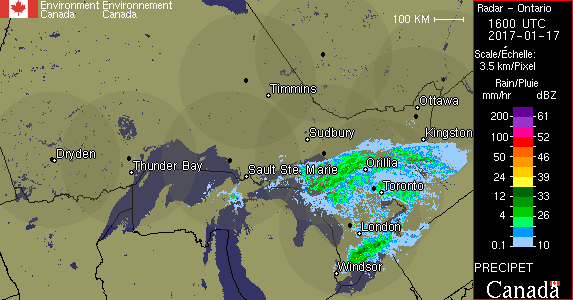 Environment Environnement
Canada Canada
100 KM
Timmins
Ottawa
Sudbury
Kingston
Dryden
Thunder Bay
Sault Ste. Marie
Orillia
Toronto
London
Windsor
Radar - Ontario
1600 UTC
2017-01-17
Scale/Échelle:
3.5 km/Pixel
Rain/Pluie
mm/hr dBZ
200 61
100 52
50 46
24 39
12 33
4 26
0.1 10
PRECIPET
Canada